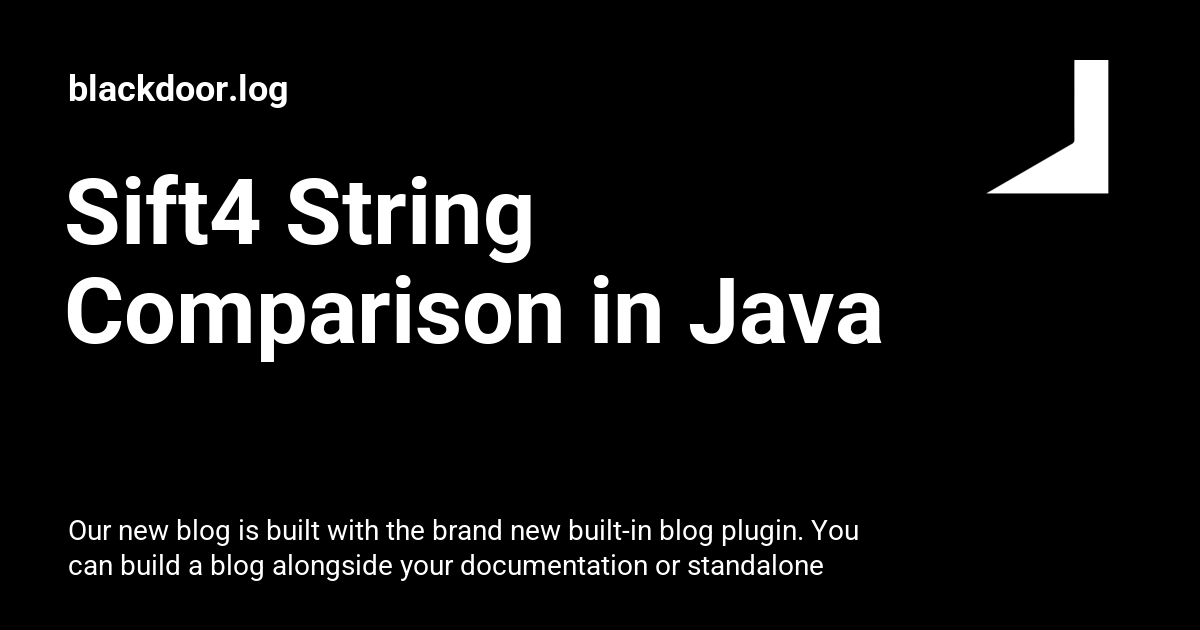 blackdoor.log
Sift4 String
Comparison in Java
Our new blog is built with the brand new built-in blog plugin. You
can build a blog alongside your documentation or standalone